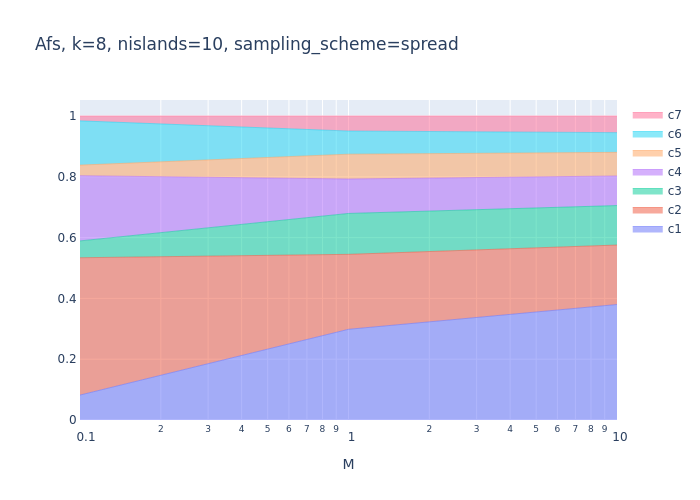 Afs, k=8, nislands=10, sampling_scheme=spread
1
0.8
0.6
0.4
0.2
0
0.1 2 3 4 5 6 7 8 9 1 2 3 4 5 6 7 8 9 10
M
c7
c6
c5
c4
c3
c2
c1